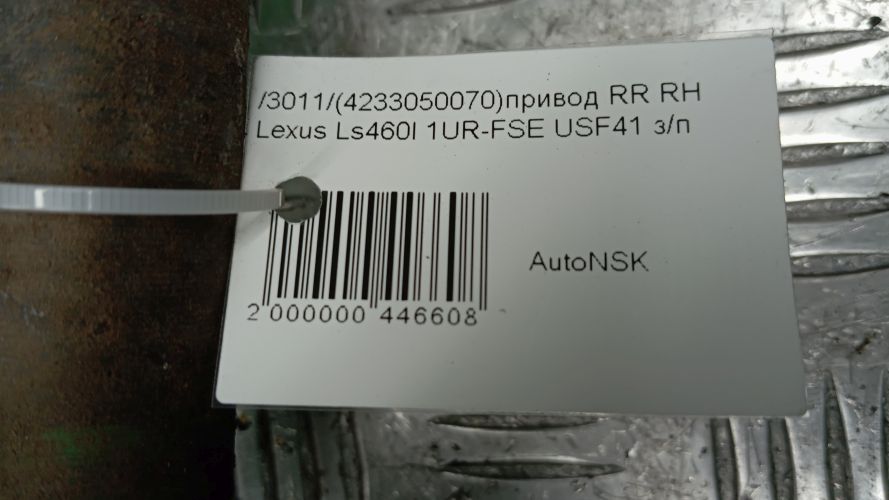 /3011/(4233050070)привод RR RH
Lexus Ls460l 1UR-FSE USF41 з/п
AutoNSK
2 000000 446608